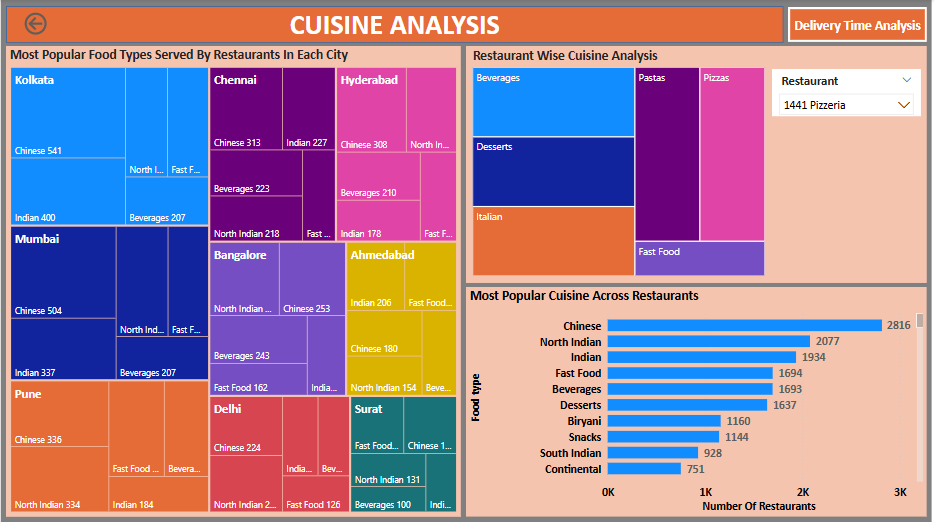 CUISINE ANALYSIS
Delivery Time Analysis
Most Popular Food Types Served By Restaurants In Each City
Kolkata
Chinese 541
North I...
Fast F...
Indian 400
Beverages 207
Mumbai
Chinese 504
North Ind...
Fast F...
Indian 337
Beverages 207
Pune
Chinese 336
Fast Food ...
Bevera...
North Indian 334
Indian 184
Chennai
Chinese 313
Indian 227
Beverages 223
North Indian 218
Fast ...
Hyderabad
Chinese 308
North In...
Beverages 210
Indian 178
Fast F...
Bangalore
North Indian ...
Chinese 253
Beverages 243
Fast Food 162
India...
Ahmedabad
Indian 206
Fast Food...
Chinese 180
North Indian 154
Beve...
Delhi
Chinese 224
India...
Bev...
North Indian 2...
Fast Food 126
Surat
Fast Food...
Chinese 1...
North Indian 131
Beverages 100
Indi...
Restaurant Wise Cuisine Analysis
Beverages
Pastas
Pizzas
Desserts
Italian
Fast Food
Restaurant
1441 Pizzeria
Most Popular Cuisine Across Restaurants
Food type
Chinese 2816
North Indian 2077
Indian 1934
Fast Food 1694
Beverages 1693
Desserts 1637
Biryani 1160
Snacks 1144
South Indian 928
Continental 751
0K 1K 2K 3K
Number Of Restaurants